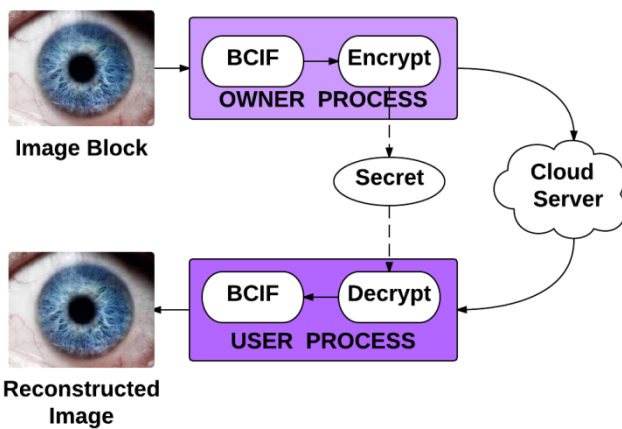 BCIF
Encrypt
OWNER PROCESS
Image Block
Secret
Cloud
Server
BCIF
Decrypt
USER PROCESS
Reconstructed
Image